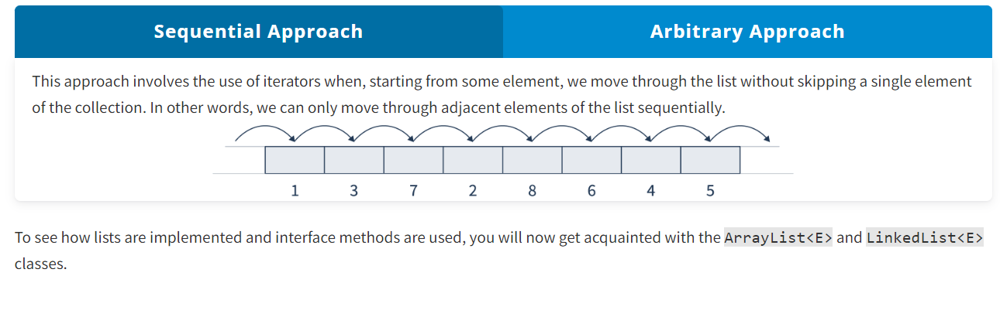 Sequential Approach
Arbitrary Approach
This approach involves the use of iterators when, starting from some element, we move through the list without skipping a single element
of the collection. In other words, we can only move through adjacent elements of the list sequentially.
1 3 7 2 8 6 4 5
To see how lists are implemented and interface methods are used, you will now get acquainted with the ArrayList<E> and LinkedList<E>
classes.